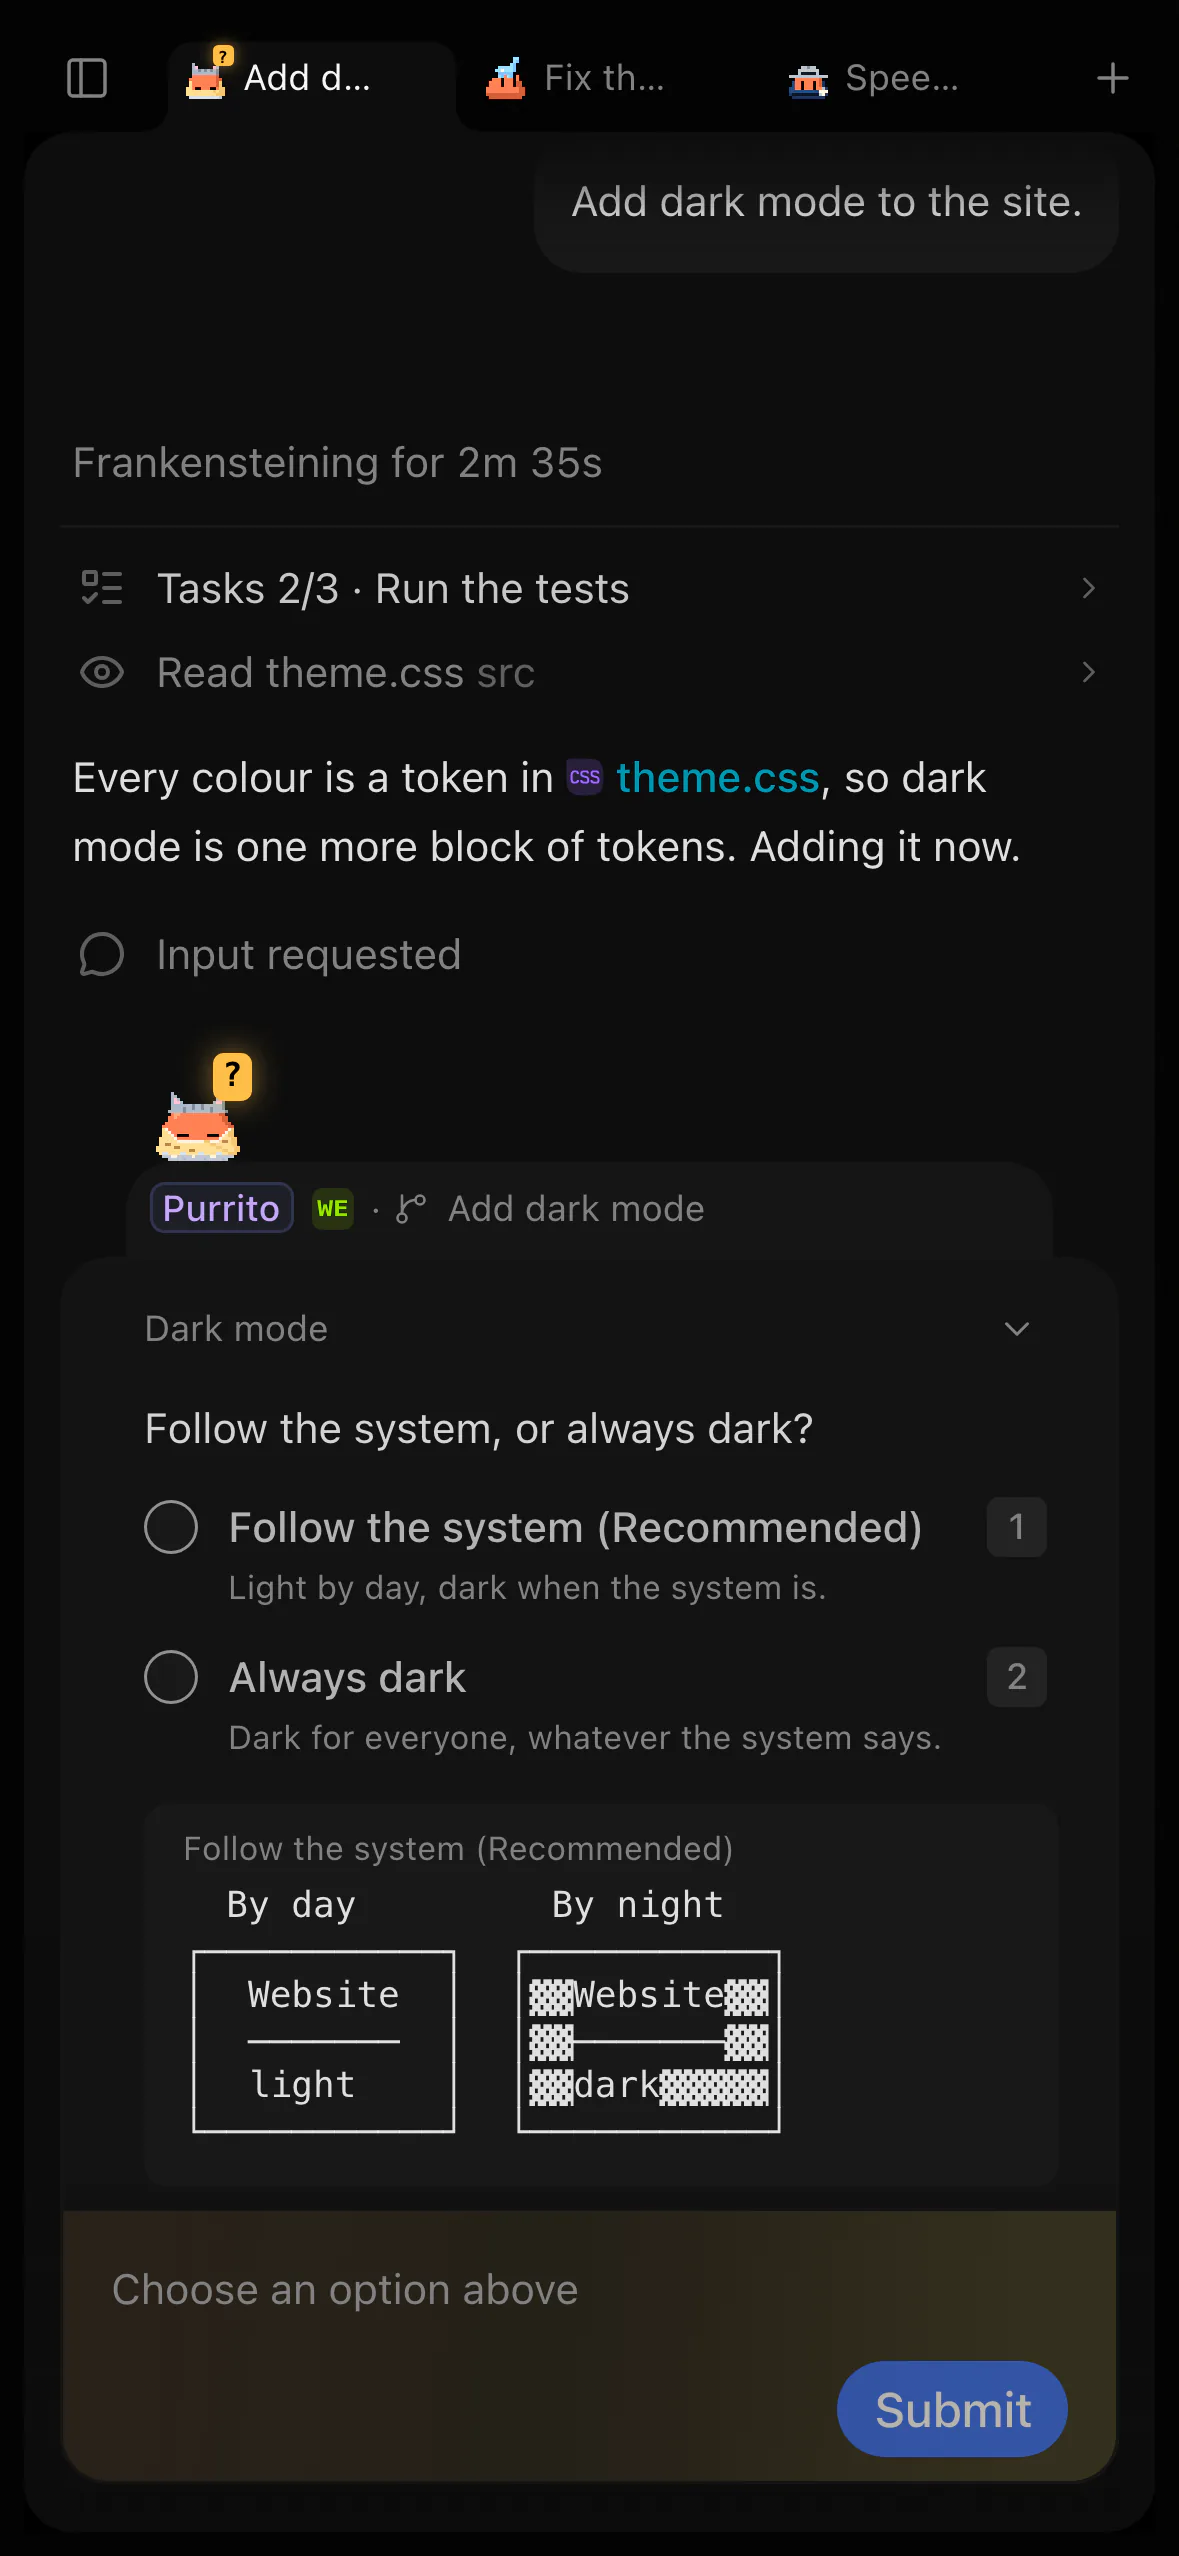 ?
Add d...
Fix th...
Spee...
Add dark mode to the site.
Frankensteining for 2m 35s
Tasks 2/3 · Run the tests
Read theme.css src
Every colour is a token in CSS theme.css, so dark
mode is one more block of tokens. Adding it now.
Input requested
?
Purrito WE · Add dark mode
Dark mode
Follow the system, or always dark?
Follow the system (Recommended) 1
Light by day, dark when the system is.
Always dark 2
Dark for everyone, whatever the system says.
Follow the system (Recommended)
By day By night
Website Website
light dark
Choose an option above
Submit